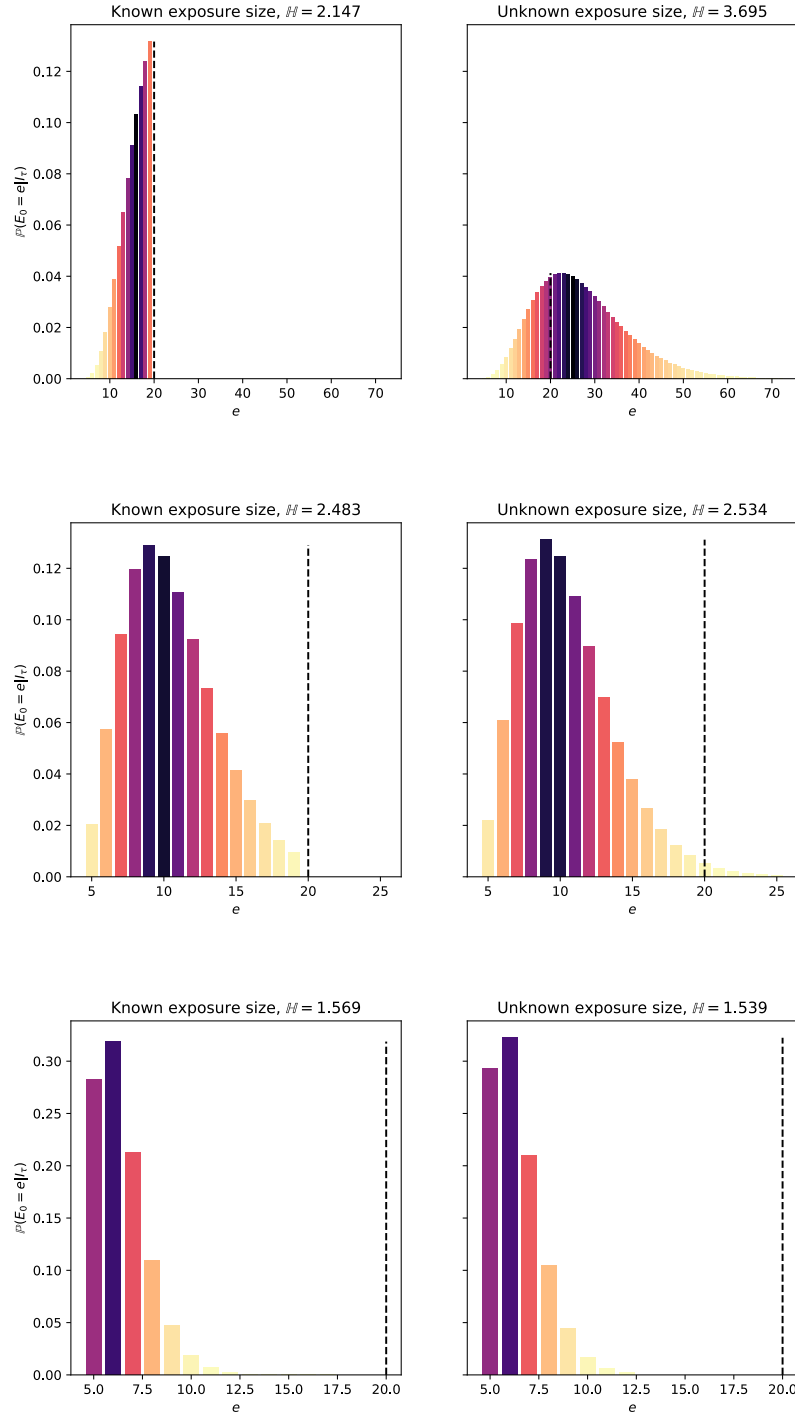 Known exposure size, ℍ = 2.147
Unknown exposure size, ℍ = 3.695
ℙ(E₀ = e|I_τ)
0.12
0.10
0.08
0.06
0.04
0.02
0.00
10 20 30 40 50 60 70
10 20 30 40 50 60 70
e
e
Known exposure size, ℍ = 2.483
Unknown exposure size, ℍ = 2.534
ℙ(E₀ = e|I_τ)
0.12
0.10
0.08
0.06
0.04
0.02
0.00
5 10 15 20 25
5 10 15 20 25
e
e
Known exposure size, ℍ = 1.569
Unknown exposure size, ℍ = 1.539
ℙ(E₀ = e|I_τ)
0.30
0.25
0.20
0.15
0.10
0.05
0.00
5.0 7.5 10.0 12.5 15.0 17.5 20.0
5.0 7.5 10.0 12.5 15.0 17.5 20.0
e
e